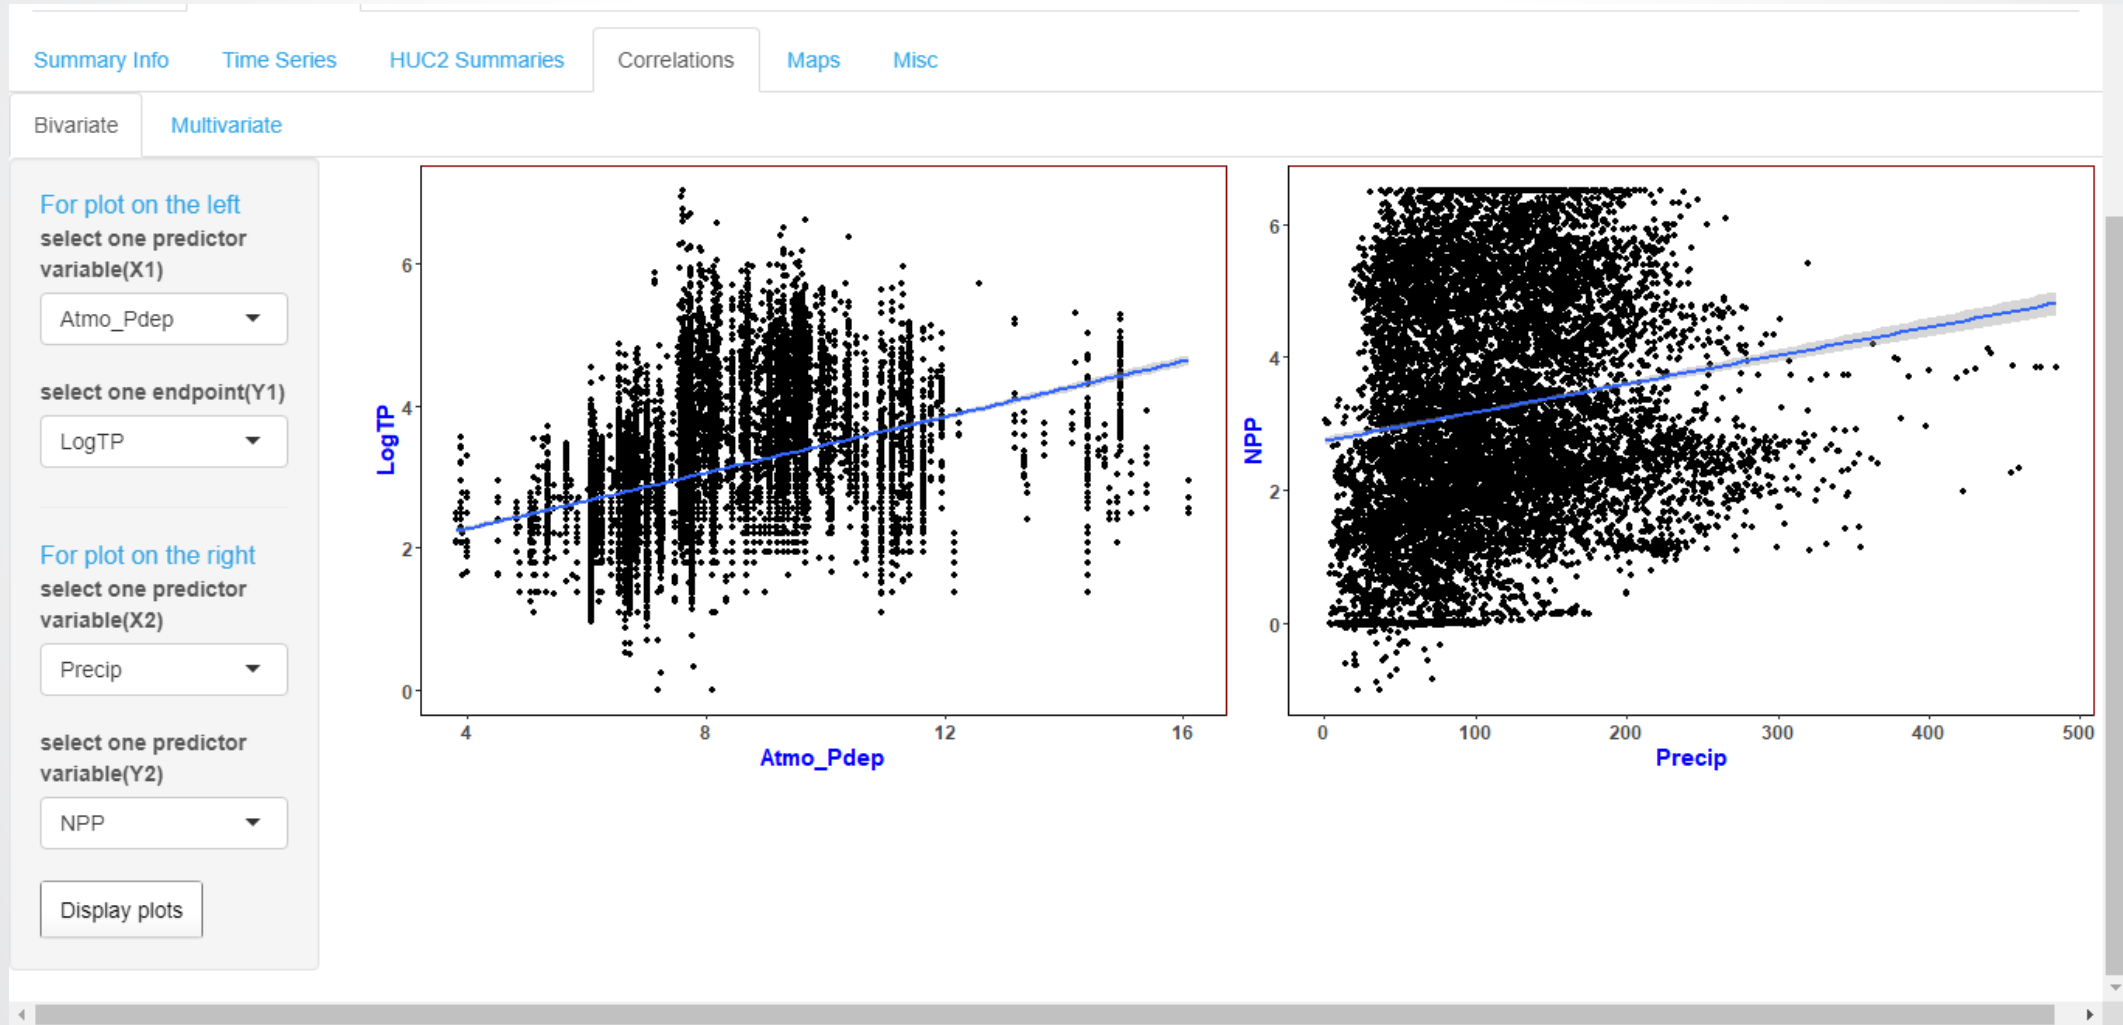 Summary Info Time Series HUC2 Summaries Correlations Maps Misc
Bivariate Multivariate
For plot on the left
select one predictor
variable(X1)
Atmo_Pdep
select one endpoint(Y1)
LogTP
For plot on the right
select one predictor
variable(X2)
Precip
select one predictor
variable(Y2)
NPP
Display plots
LogTP
6
4
2
0
4 8 12 16
Atmo_Pdep
NPP
6
4
2
0
0 100 200 300 400 500
Precip